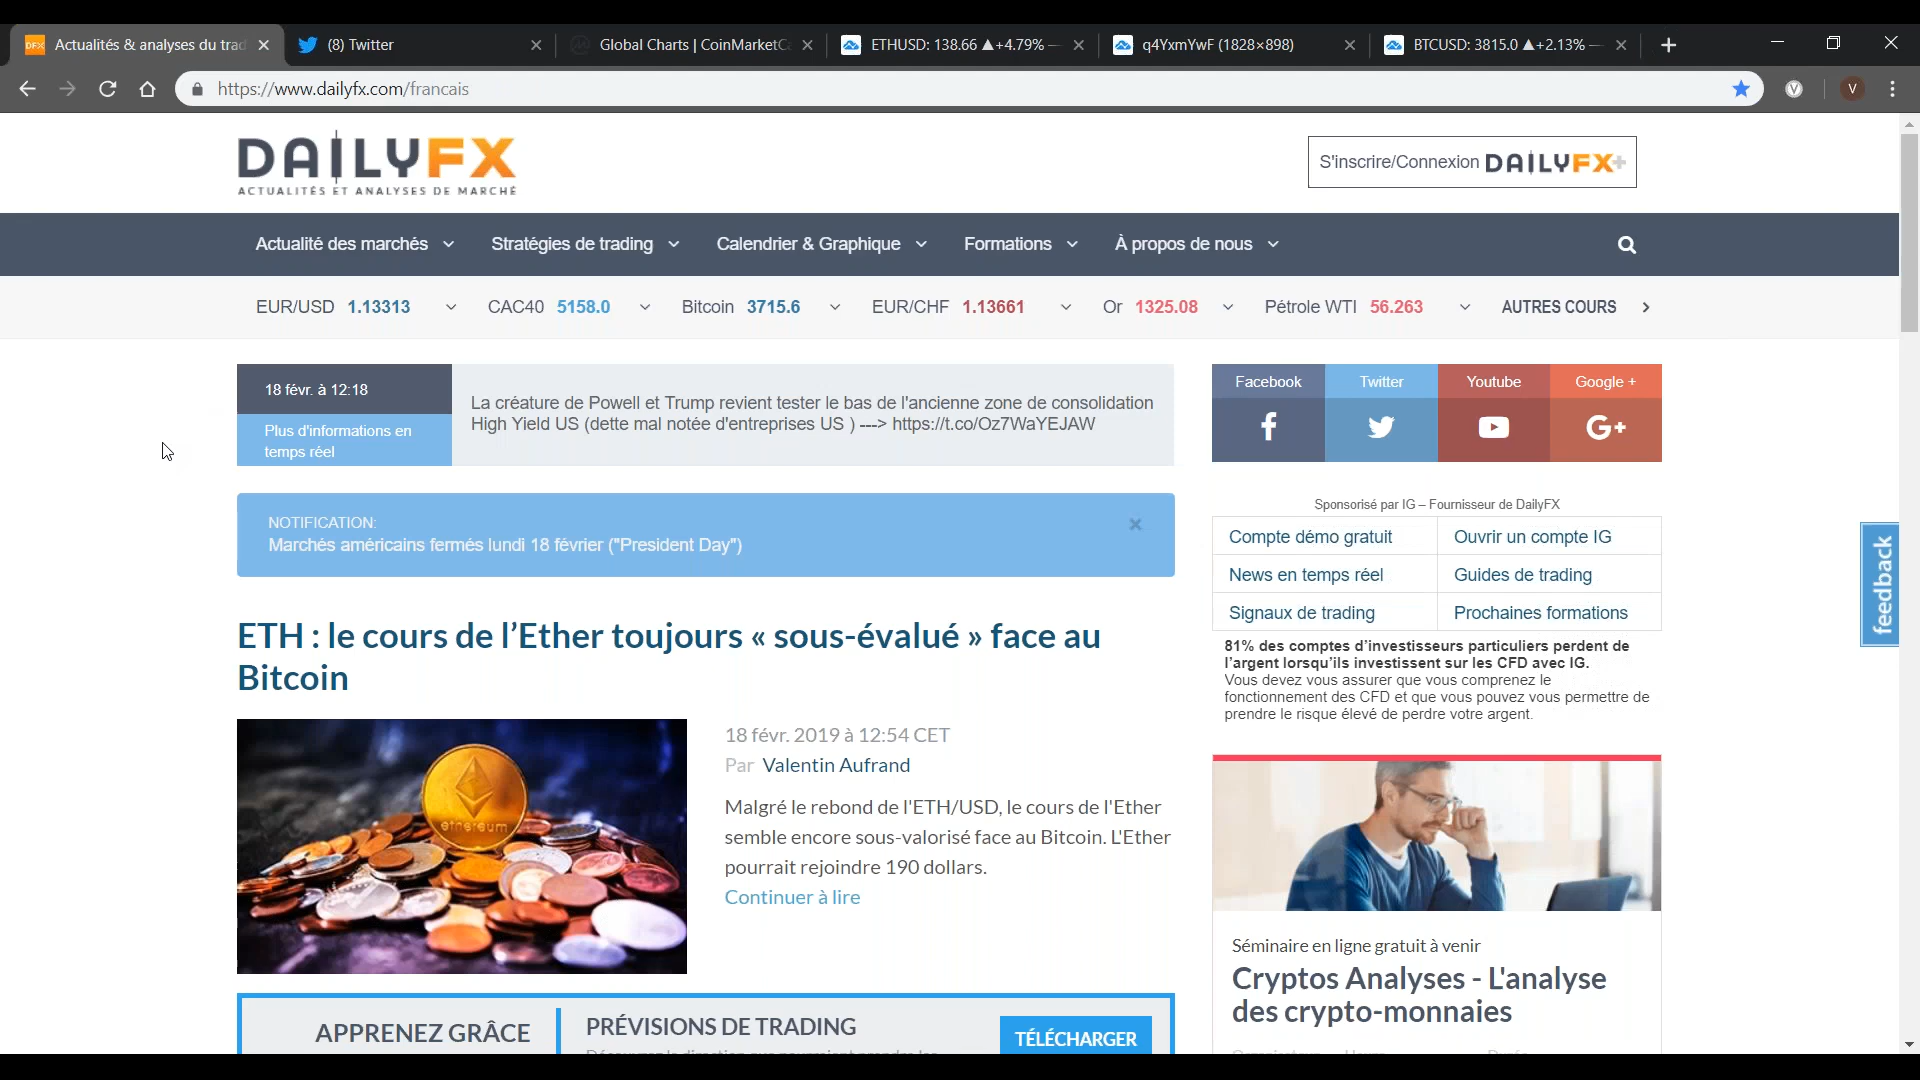 Actualités & analyses du trad
(8) Twitter
Global Charts | CoinMarketC
ETHUSD: 138.66 ▲+4.79% —
q4YxmYwF (1828×898)
BTCUSD: 3815.0 ▲+2.13% —
https://www.dailyfx.com/francais
V
DAILYFX
ACTUALITÉS ET ANALYSES DE MARCHÉ
S'inscrire/Connexion DAILYFX+
Actualité des marchés
Stratégies de trading
Calendrier & Graphique
Formations
À propos de nous
EUR/USD 1.13313
CAC40 5158.0
Bitcoin 3715.6
EUR/CHF 1.13661
Or 1325.08
Pétrole WTI 56.263
AUTRES COURS
18 févr. à 12:18
Plus d'informations en
temps réel
La créature de Powell et Trump revient tester le bas de l'ancienne zone de consolidation
High Yield US (dette mal notée d'entreprises US ) ---> https://t.co/Oz7WaYEJAW
Facebook
Twitter
Youtube
Google +
NOTIFICATION:
Marchés américains fermés lundi 18 février ("President Day")
Sponsorisé par IG – Fournisseur de DailyFX
Compte démo gratuit
Ouvrir un compte IG
News en temps réel
Guides de trading
Signaux de trading
Prochaines formations
81% des comptes d'investisseurs particuliers perdent de
l'argent lorsqu'ils investissent sur les CFD avec IG.
Vous devez vous assurer que vous comprenez le
fonctionnement des CFD et que vous pouvez vous permettre de
prendre le risque élevé de perdre votre argent.
feedback
ETH : le cours de l'Ether toujours « sous-évalué » face au
Bitcoin
ethereum
18 févr. 2019 à 12:54 CET
Par Valentin Aufrand
Malgré le rebond de l'ETH/USD, le cours de l'Ether
semble encore sous-valorisé face au Bitcoin. L'Ether
pourrait rejoindre 190 dollars.
Continuer à lire
Séminaire en ligne gratuit à venir
Cryptos Analyses - L'analyse
des crypto-monnaies
APPRENEZ GRÂCE
PRÉVISIONS DE TRADING
TÉLÉCHARGER